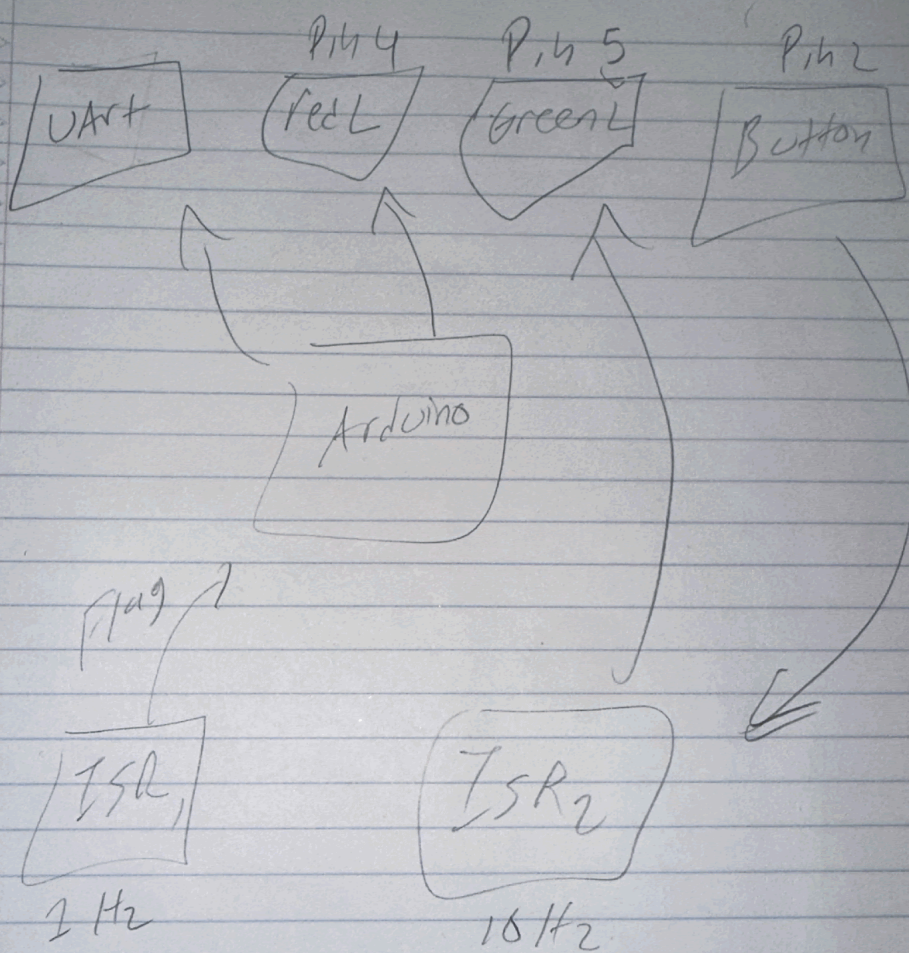 Pin 4 Pin 5 Pin 2
UArt redL GreenL Button
Arduino
Flag
ISR1 ISR2
1 Hz 10 Hz